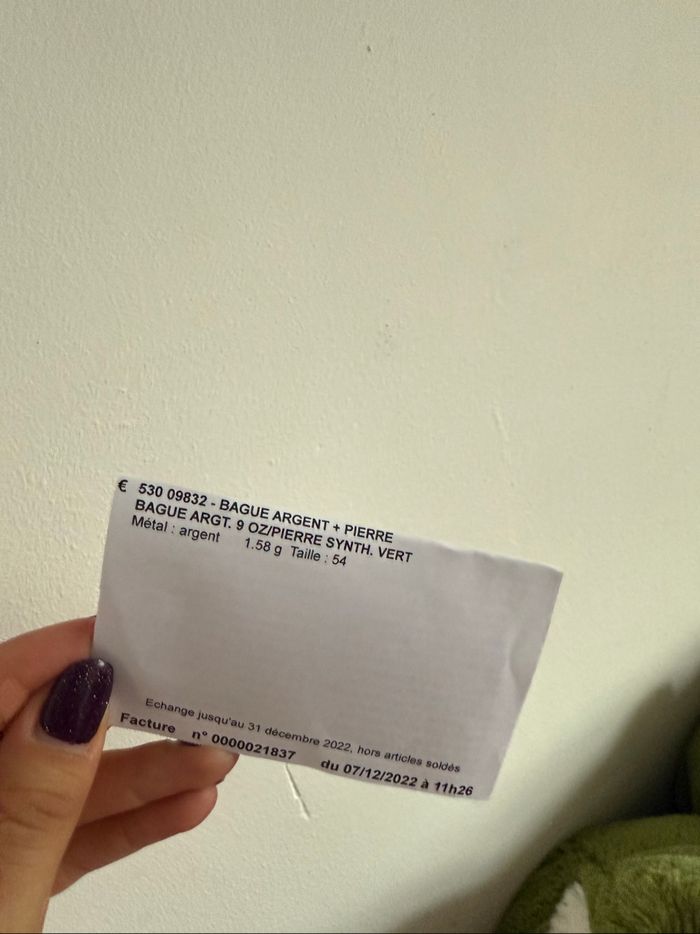 € 530 09832 - BAGUE ARGENT + PIERRE
BAGUE ARGT. 9 OZ/PIERRE SYNTH. VERT
Métal : argent 1.58 g Taille : 54
Echange jusqu'au 31 décembre 2022, hors articles soldés
Facture n° 0000021837 du 07/12/2022 à 11h26